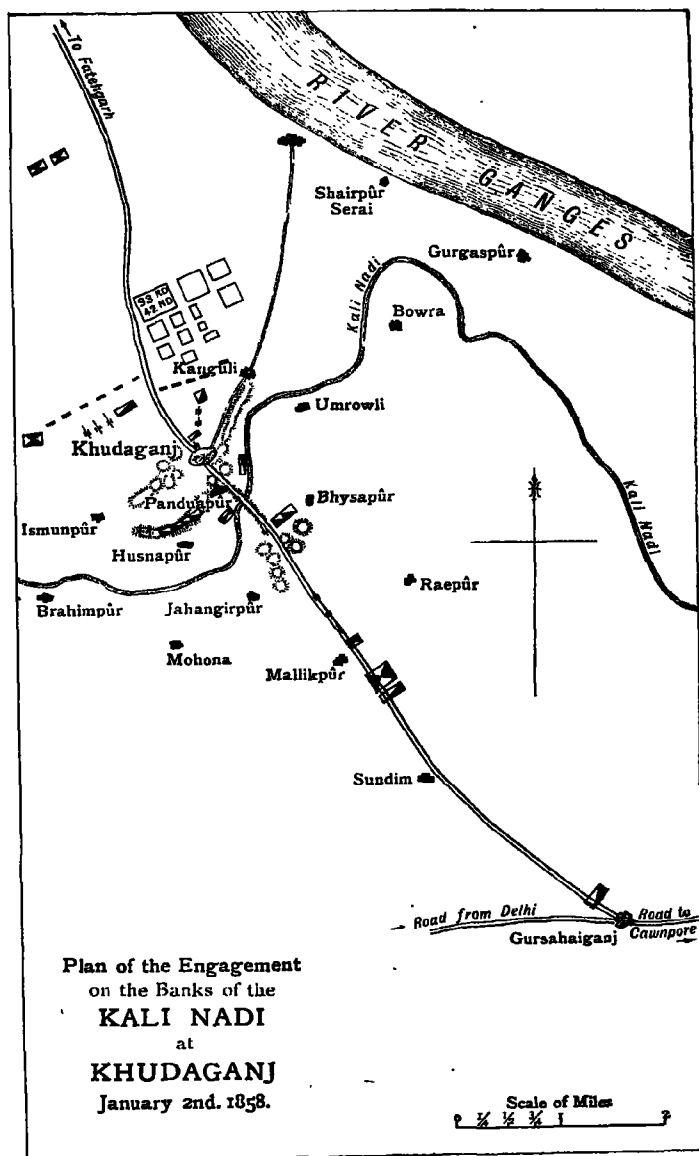 To Fatehgarh
RIVER GANGES
Shairpûr
Serai
Gurgaspûr
Kali Nadi
Bowra
93 RD
42 ND
Kanguli
Umrowli
Khudaganj
Kali Nadi
Panduapur
Bhysapûr
Ismunpûr
Husnapûr
Raepûr
Brahimpûr
Jahangirpûr
Mohona
Mallikpûr
Sundim
Road from Delhi
Road to
Cawnpore
Gursahaiganj
Plan of the Engagement
on the Banks of the
KALI NADI
at
KHUDAGANJ
January 2nd. 1858.
Scale of Miles
0 ¼ ½ ¾ 1 2